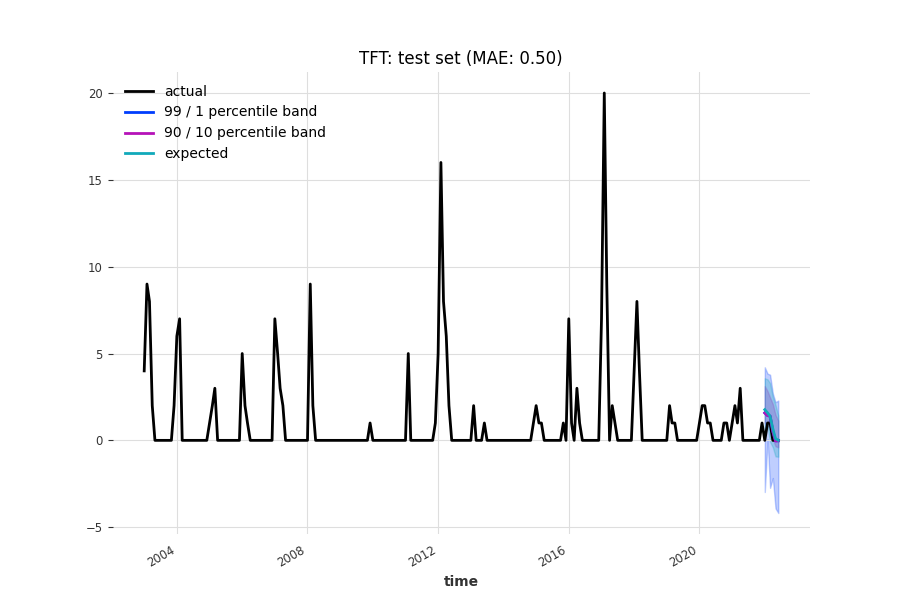 TFT: test set (MAE: 0.50)
actual
99 / 1 percentile band
90 / 10 percentile band
expected
20
15
10
5
0
−5
2004
2008
2012
2016
2020
time